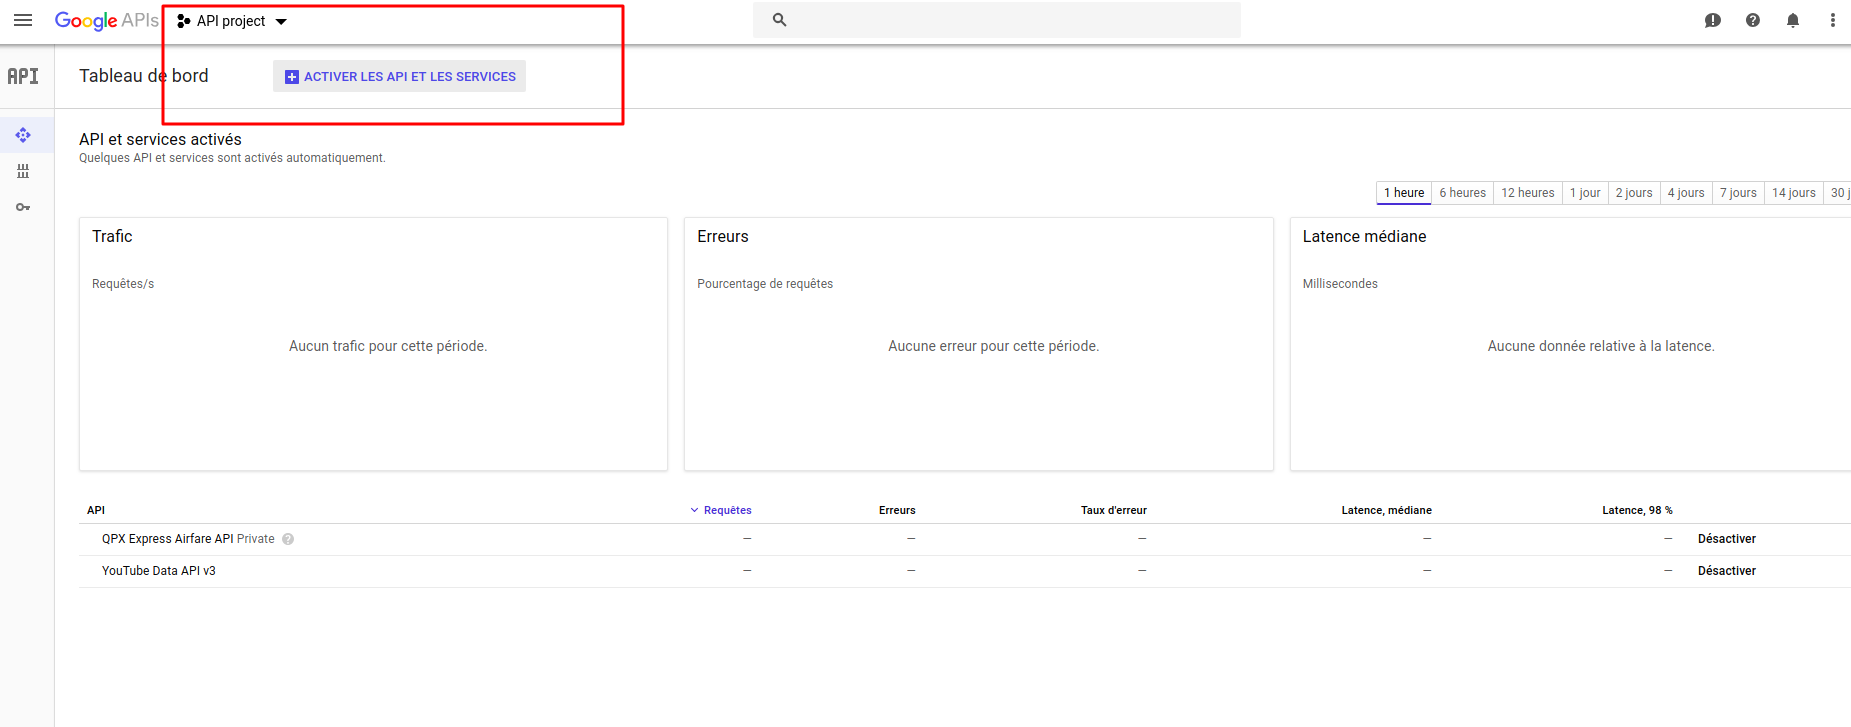 Google APIs API project
API
Tableau de bord ACTIVER LES API ET LES SERVICES
API et services activés
Quelques API et services sont activés automatiquement.
1 heure 6 heures 12 heures 1 jour 2 jours 4 jours 7 jours 14 jours 30 j
Trafic Erreurs Latence médiane
Requêtes/s Pourcentage de requêtes Millisecondes
Aucun trafic pour cette période. Aucune erreur pour cette période. Aucune donnée relative à la latence.
API Requêtes Erreurs Taux d'erreur Latence, médiane Latence, 98 %
QPX Express Airfare API Private ? — — — — — Désactiver
YouTube Data API v3 — — — — — Désactiver